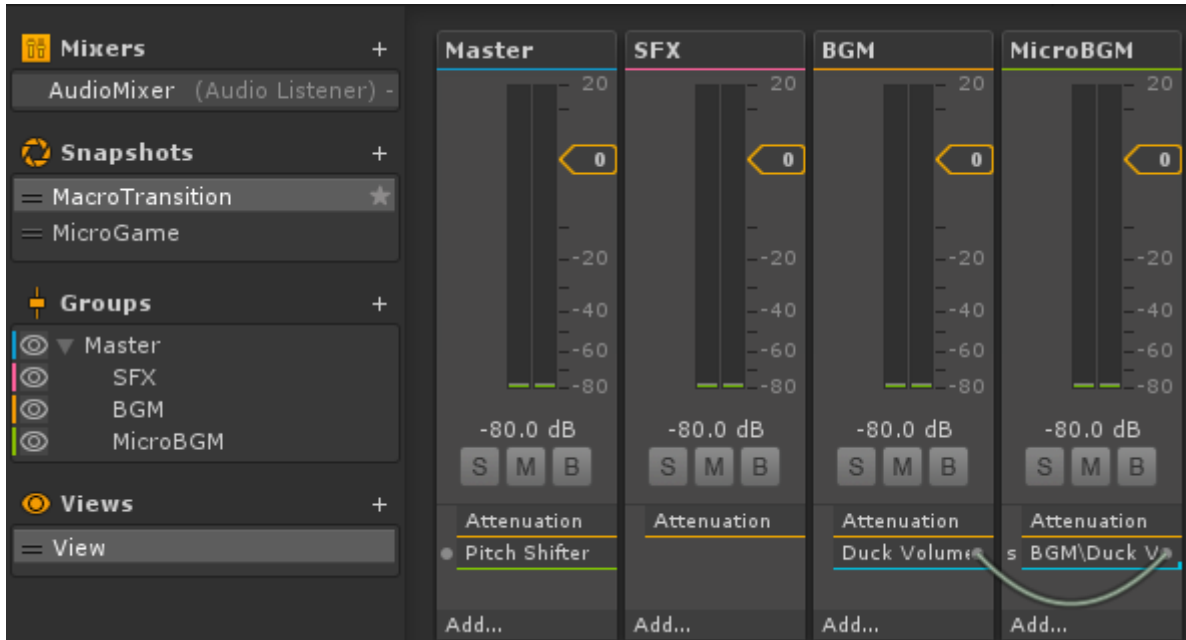 Mixers +
AudioMixer (Audio Listener) -
Snapshots +
MacroTransition
MicroGame
Groups +
Master
SFX
BGM
MicroBGM
Views +
View
Master
20
0
-20
-40
-60
-80
-80.0 dB
S M B
Attenuation
Pitch Shifter
Add...
SFX
20
0
-20
-40
-60
-80
-80.0 dB
S M B
Attenuation
Add...
BGM
20
0
-20
-40
-60
-80
-80.0 dB
S M B
Attenuation
Duck Volume
Add...
MicroBGM
20
0
-20
-40
-60
-80
-80.0 dB
S M B
Attenuation
s BGM\Duck V
Add...